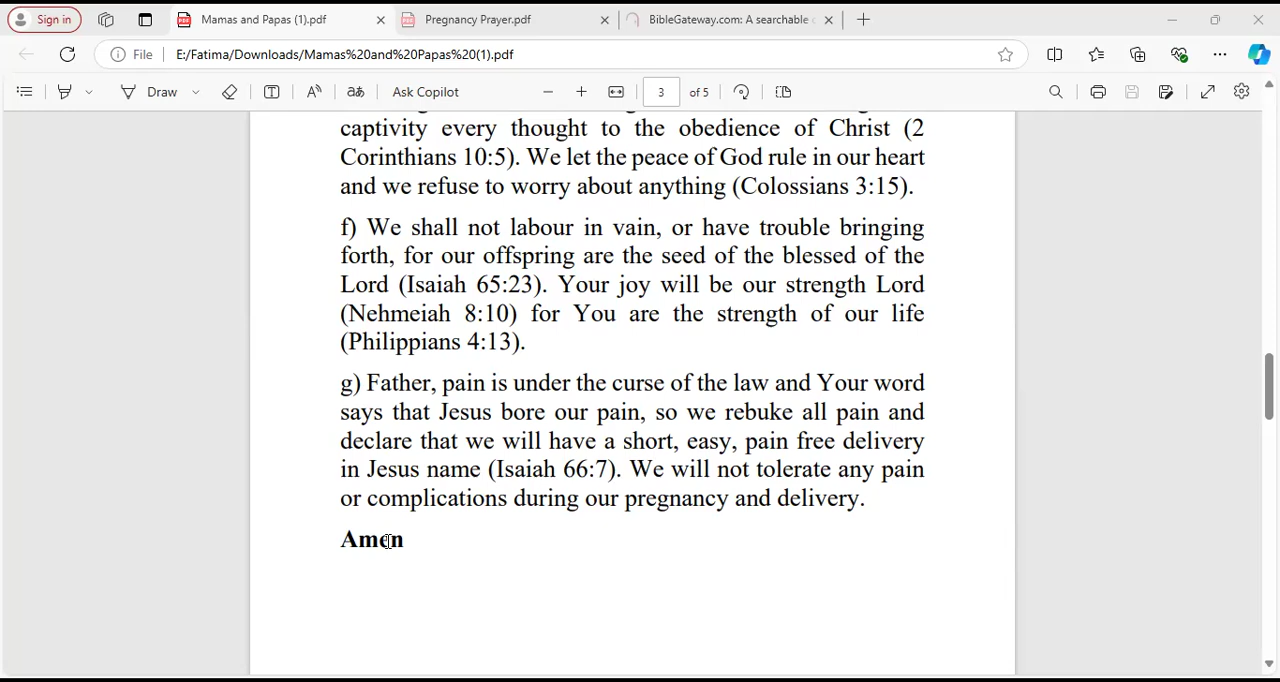 Sign in
Mamas and Papas (1).pdf
Pregnancy Prayer.pdf
BibleGateway.com: A searchable
File
E:/Fatima/Downloads/Mamas%20and%20Papas%20(1).pdf
Draw
aあ
Ask Copilot
3
of 5
captivity every thought to the obedience of Christ (2
Corinthians 10:5). We let the peace of God rule in our heart
and we refuse to worry about anything (Colossians 3:15).
f) We shall not labour in vain, or have trouble bringing
forth, for our offspring are the seed of the blessed of the
Lord (Isaiah 65:23). Your joy will be our strength Lord
(Nehmeiah 8:10) for You are the strength of our life
(Philippians 4:13).
g) Father, pain is under the curse of the law and Your word
says that Jesus bore our pain, so we rebuke all pain and
declare that we will have a short, easy, pain free delivery
in Jesus name (Isaiah 66:7). We will not tolerate any pain
or complications during our pregnancy and delivery.
Amen